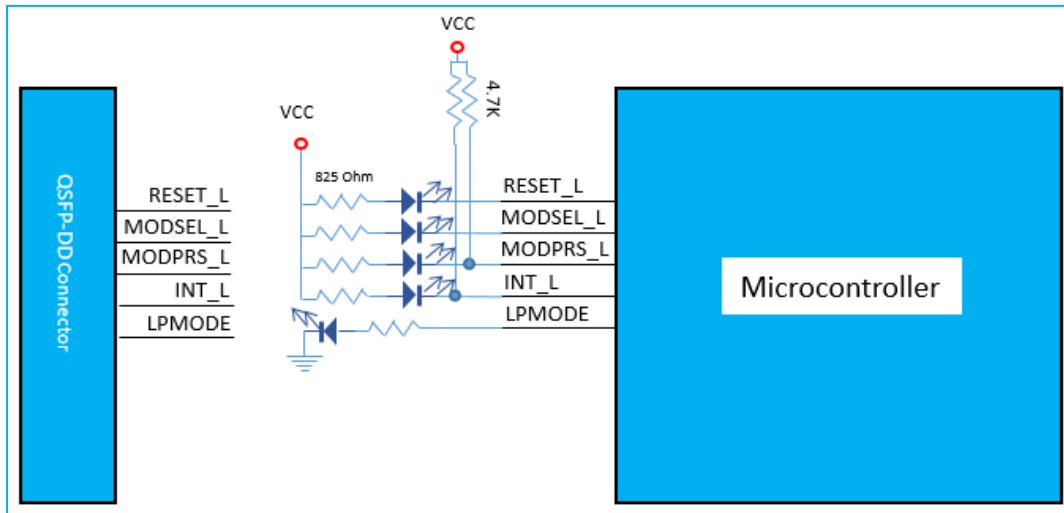 VCC
4.7K
VCC
825 Ohm
QSFP-DD Connector
RESET_L
MODSEL_L
MODPRS_L
INT_L
LPMODE
RESET_L
MODSEL_L
MODPRS_L
INT_L
LPMODE
Microcontroller